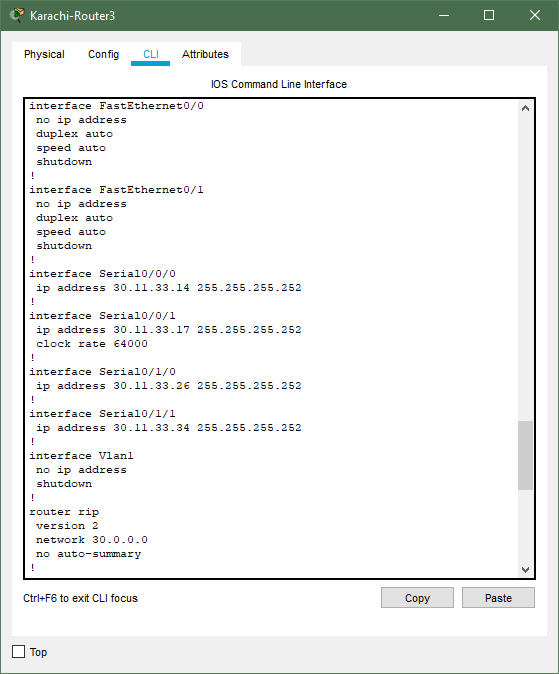 Karachi-Router3
Physical Config CLI Attributes
IOS Command Line Interface
interface FastEthernet0/0
 no ip address
 duplex auto
 speed auto
 shutdown
!
interface FastEthernet0/1
 no ip address
 duplex auto
 speed auto
 shutdown
!
interface Serial0/0/0
 ip address 30.11.33.14 255.255.255.252
!
interface Serial0/0/1
 ip address 30.11.33.17 255.255.255.252
 clock rate 64000
!
interface Serial0/1/0
 ip address 30.11.33.26 255.255.255.252
!
interface Serial0/1/1
 ip address 30.11.33.34 255.255.255.252
!
interface Vlan1
 no ip address
 shutdown
!
router rip
 version 2
 network 30.0.0.0
 no auto-summary
!
Ctrl+F6 to exit CLI focus Copy Paste
Top